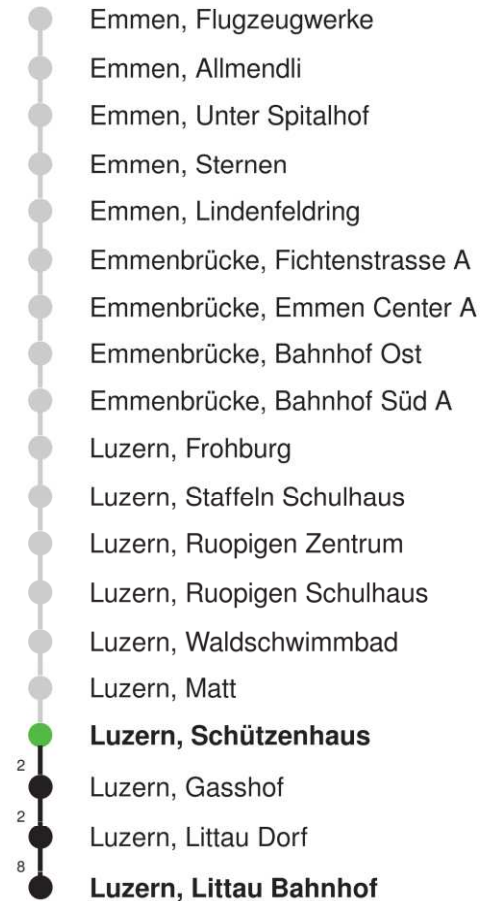 Emmen, Flugzeugwerke
Emmen, Allmendli
Emmen, Unter Spitalhof
Emmen, Sternen
Emmen, Lindenfeldring
Emmenbrücke, Fichtenstrasse A
Emmenbrücke, Emmen Center A
Emmenbrücke, Bahnhof Ost
Emmenbrücke, Bahnhof Süd A
Luzern, Frohburg
Luzern, Staffeln Schulhaus
Luzern, Ruopigen Zentrum
Luzern, Ruopigen Schulhaus
Luzern, Waldschwimmbad
Luzern, Matt
Luzern, Schützenhaus
2
Luzern, Gasshof
2
Luzern, Littau Dorf
8
Luzern, Littau Bahnhof